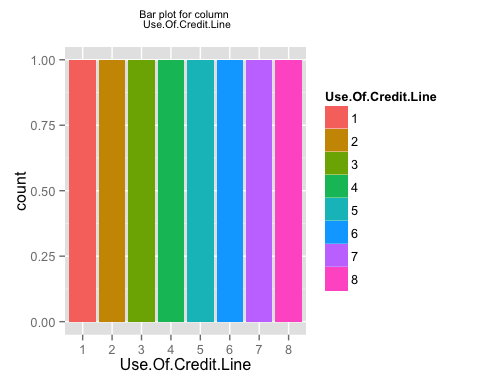 Bar plot for column
Use.Of.Credit.Line
1.00
0.75
0.50
0.25
0.00
count
1 2 3 4 5 6 7 8
Use.Of.Credit.Line
Use.Of.Credit.Line
1
2
3
4
5
6
7
8